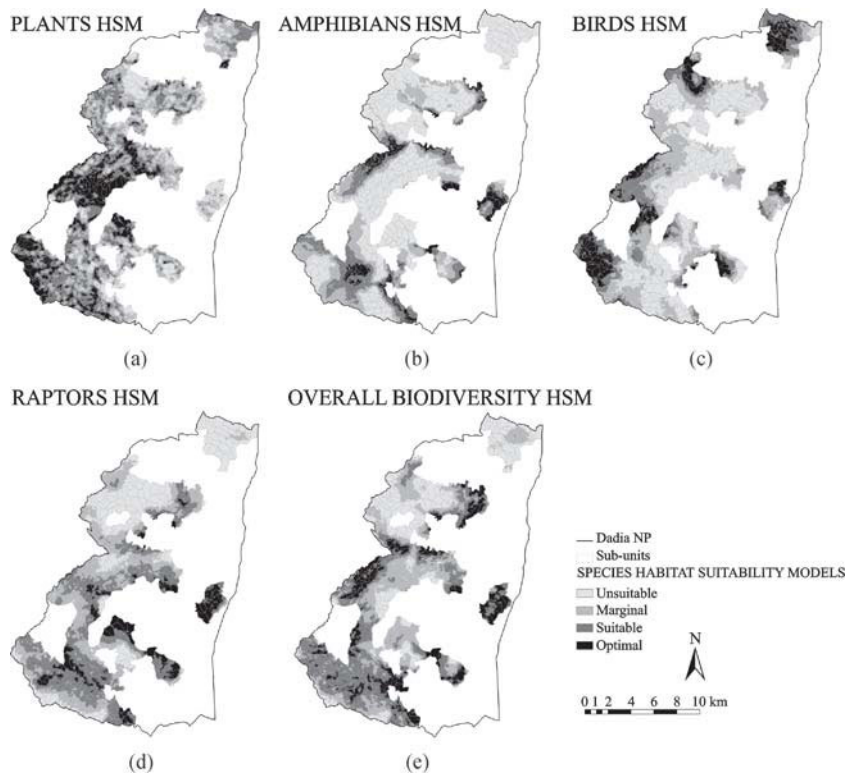 PLANTS HSM
AMPHIBIANS HSM
BIRDS HSM
(a)
(b)
(c)
RAPTORS HSM
OVERALL BIODIVERSITY HSM
Dadia NP
Sub-units
SPECIES HABITAT SUITABILITY MODELS
Unsuitable
Marginal
Suitable
Optimal
N
0 1 2 4 6 8 10 km
(d)
(e)